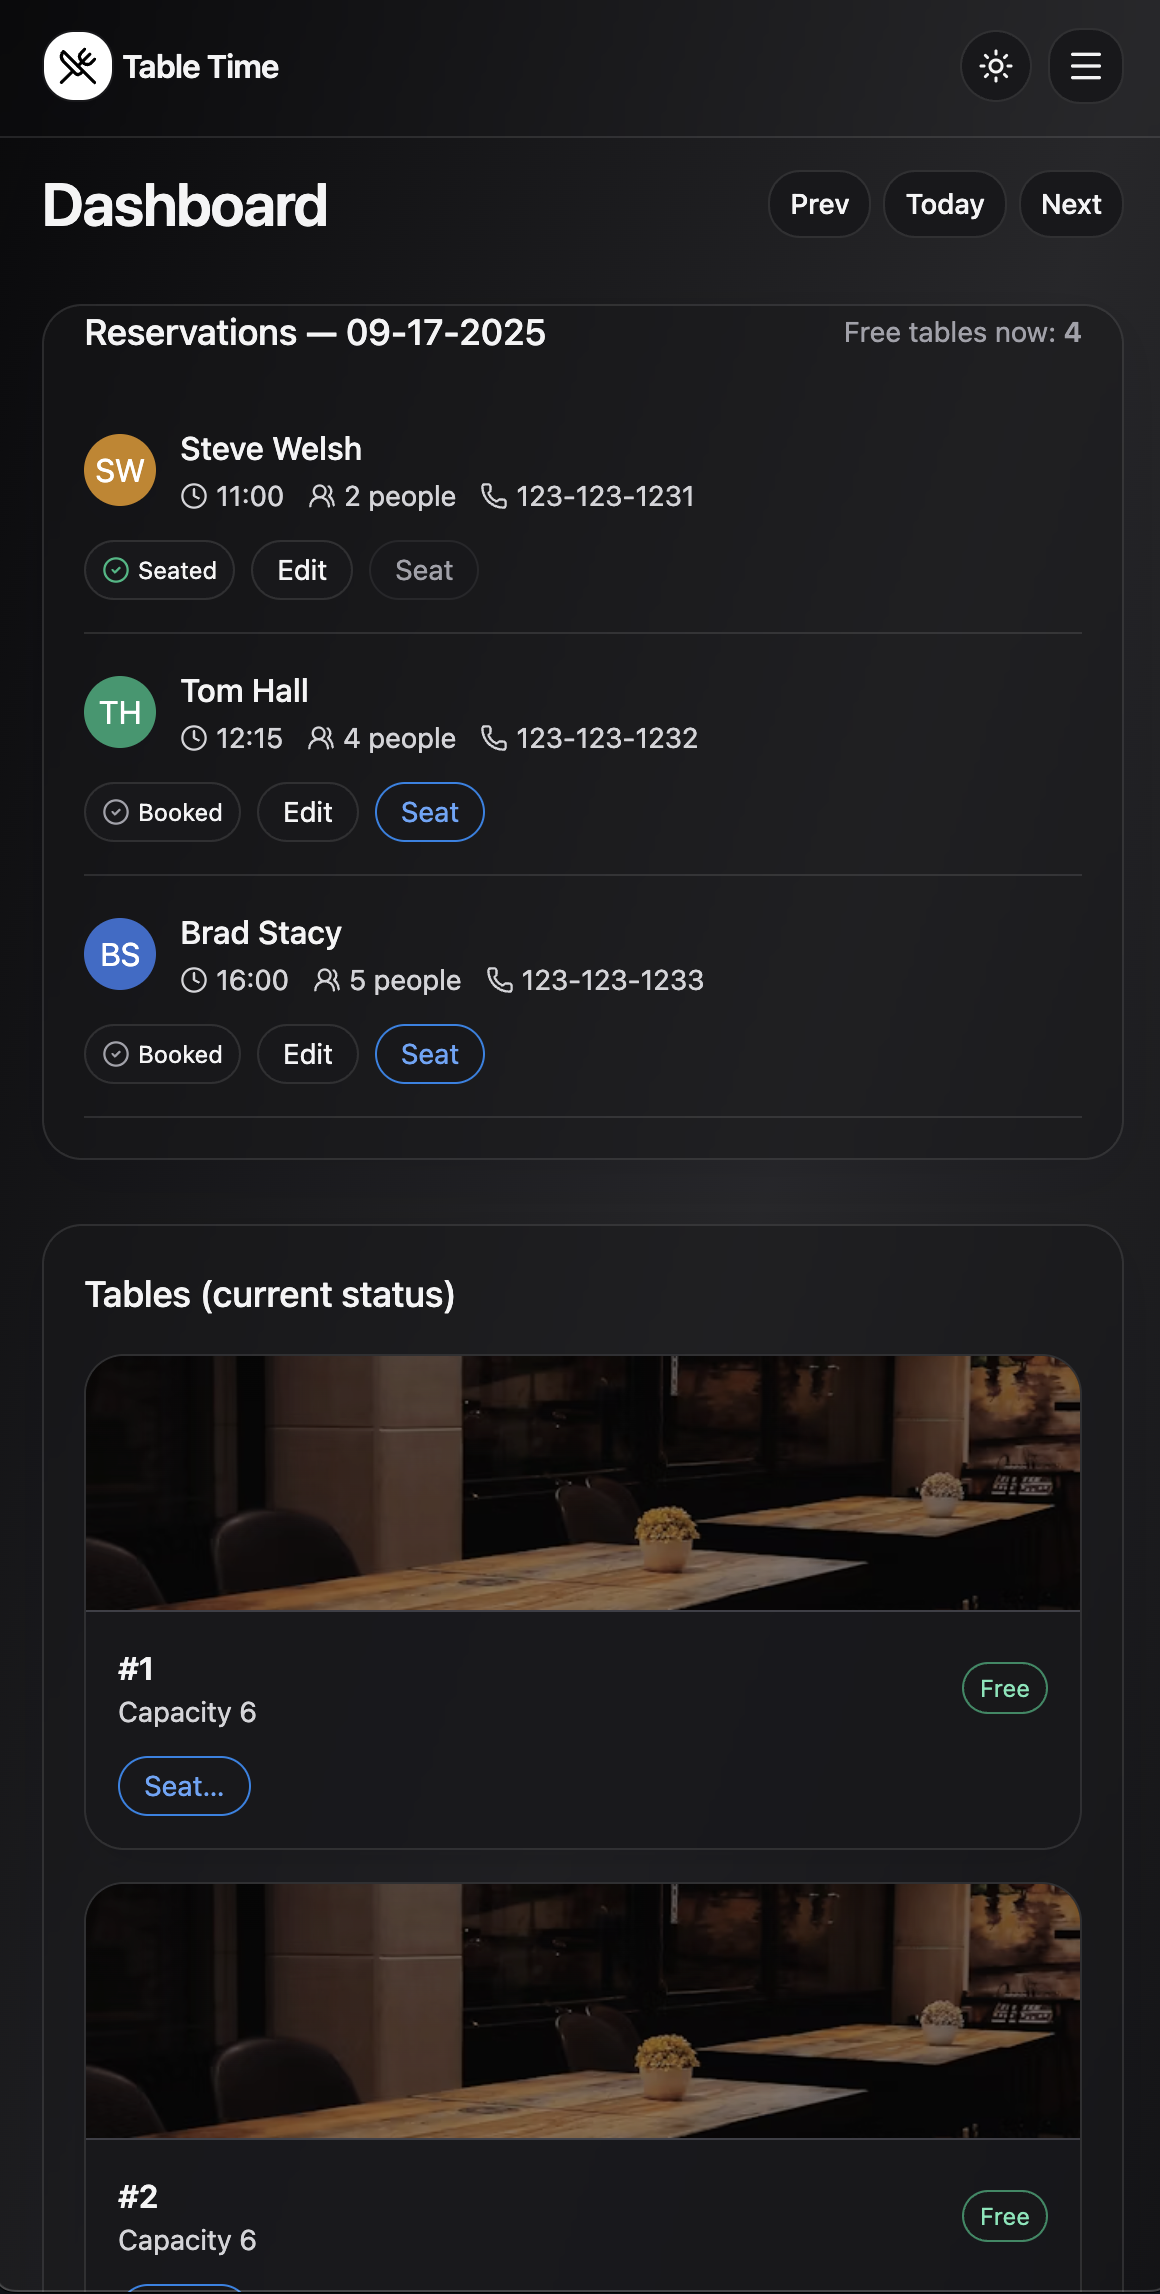 Table Time
Dashboard
Prev Today Next
Reservations — 09-17-2025
Free tables now: 4
SW
Steve Welsh
11:00 2 people 123-123-1231
Seated Edit Seat
TH
Tom Hall
12:15 4 people 123-123-1232
Booked Edit Seat
BS
Brad Stacy
16:00 5 people 123-123-1233
Booked Edit Seat
Tables (current status)
#1
Capacity 6
Free
Seat...
#2
Capacity 6
Free